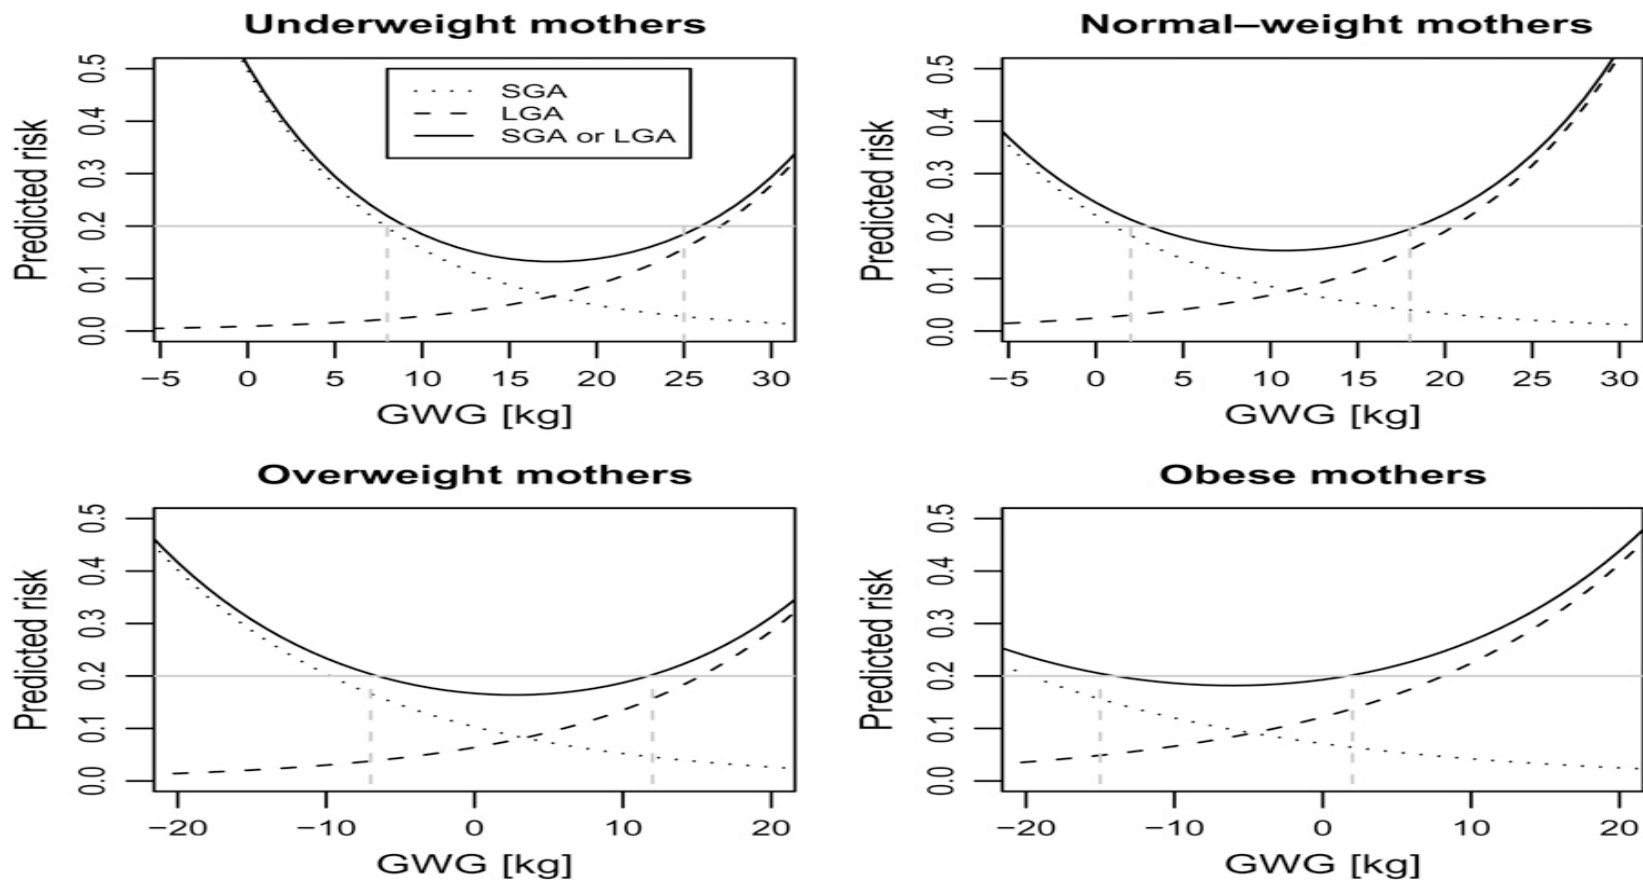 Underweight mothers
Predicted risk
0.0 0.1 0.2 0.3 0.4 0.5
SGA
LGA
SGA or LGA
−5 0 5 10 15 20 25 30
GWG [kg]
Normal−weight mothers
Predicted risk
0.0 0.1 0.2 0.3 0.4 0.5
−5 0 5 10 15 20 25 30
GWG [kg]
Overweight mothers
Predicted risk
0.0 0.1 0.2 0.3 0.4 0.5
−20 −10 0 10 20
GWG [kg]
Obese mothers
Predicted risk
0.0 0.1 0.2 0.3 0.4 0.5
−20 −10 0 10 20
GWG [kg]